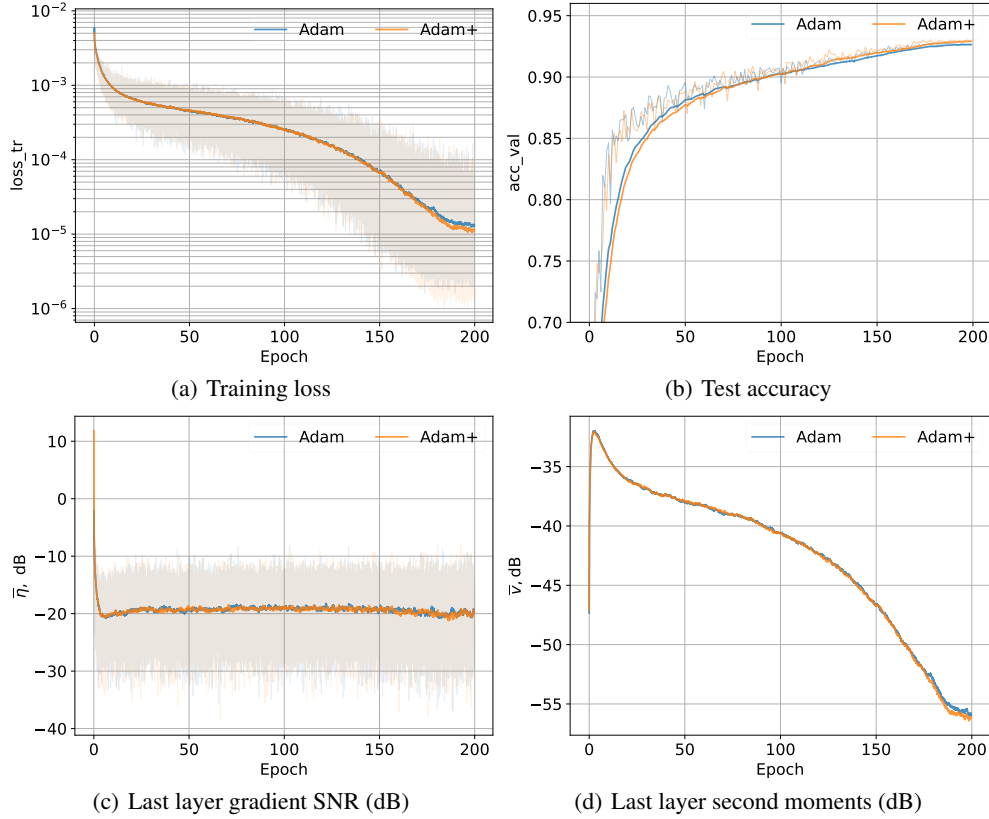 10⁻²
Adam
Adam+
10⁻³
10⁻⁴
10⁻⁵
10⁻⁶
loss_tr
0
50
100
150
200
Epoch
(a) Training loss
0.95
Adam
Adam+
0.90
0.85
0.80
0.75
0.70
acc_val
0
50
100
150
200
Epoch
(b) Test accuracy
10
Adam
Adam+
0
−10
−20
−30
−40
η̅, dB
0
50
100
150
200
Epoch
(c) Last layer gradient SNR (dB)
Adam
Adam+
−35
−40
−45
−50
−55
v̅, dB
0
50
100
150
200
Epoch
(d) Last layer second moments (dB)